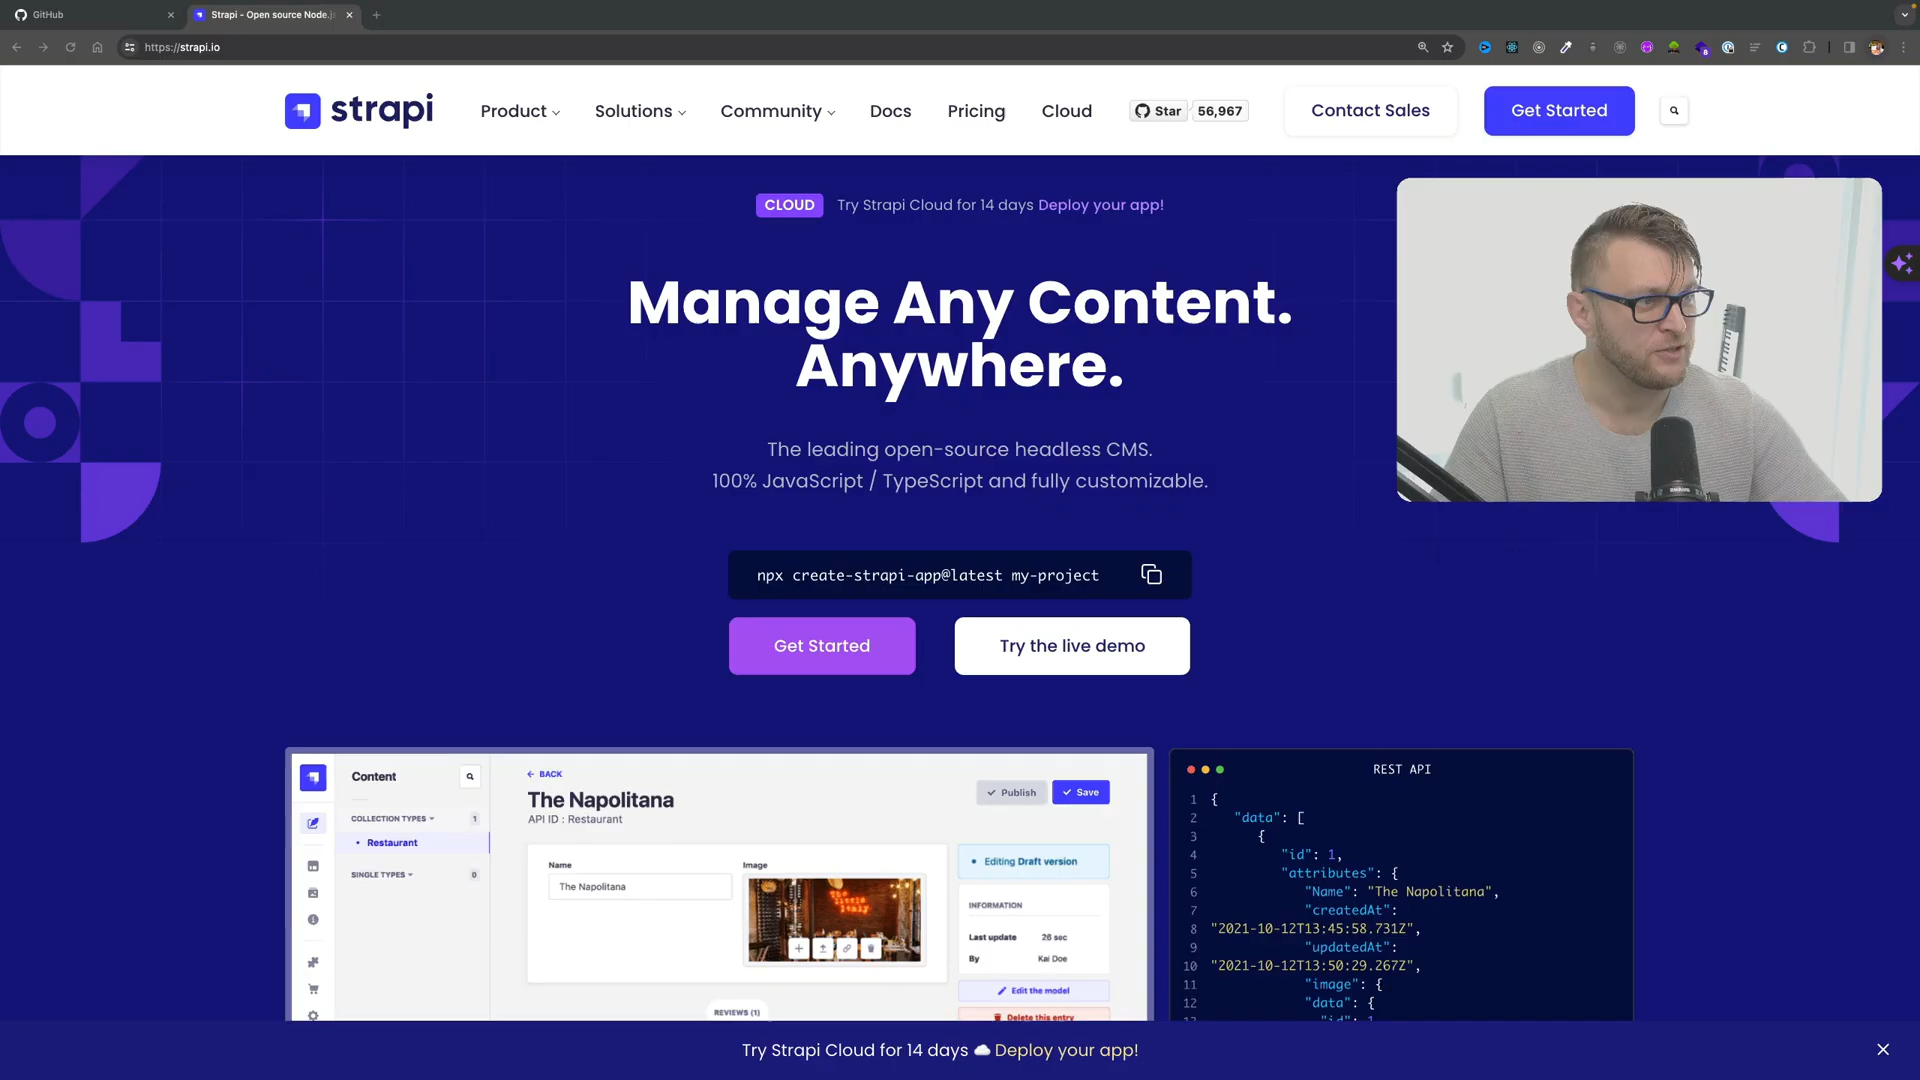 GitHub
Strapi - Open source Node.js
https://strapi.io
8
strapi
Product
Solutions
Community
Docs
Pricing
Cloud
Star
56,967
Contact Sales
Get Started
CLOUD
Try Strapi Cloud for 14 days Deploy your app!
Manage Any Content.
Anywhere.
The leading open-source headless CMS.
100% JavaScript / TypeScript and fully customizable.
npx create-strapi-app@latest my-project
Get Started
Try the live demo
Content
COLLECTION TYPES
1
Restaurant
SINGLE TYPES
0
BACK
The Napolitana
API ID : Restaurant
Publish
Save
Name
The Napolitana
Image
The
little
Italy
Editing Draft version
INFORMATION
Last update
26 sec
By
Kai Doe
Edit the model
Delete this entry
REVIEWS (1)
REST API
1 {
2 "data": [
3 {
4 "id": 1,
5 "attributes": {
6 "Name": "The Napolitana",
7 "createdAt":
8 "2021-10-12T13:45:58.731Z",
9 "updatedAt":
10 "2021-10-12T13:50:29.267Z",
11 "image": {
12 "data": {
13 "id": 1
Try Strapi Cloud for 14 days Deploy your app!